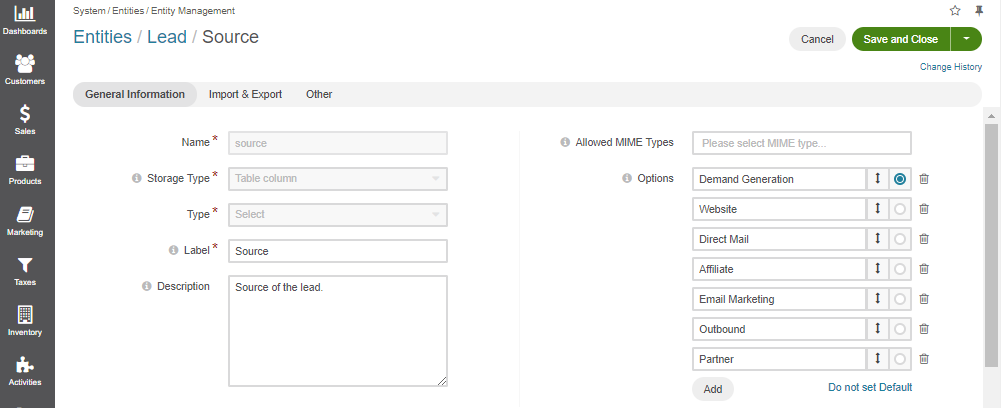 System / Entities / Entity Management
Entities / Lead / Source
Cancel
Save and Close
Change History
General Information
Import & Export
Other
Dashboards
Customers
Sales
Products
Marketing
Taxes
Inventory
Activities
Name *
source
Storage Type *
Table column
Type *
Select
Label *
Source
Description
Source of the lead.
Allowed MIME Types
Please select MIME type...
Options
Demand Generation
Website
Direct Mail
Affiliate
Email Marketing
Outbound
Partner
Add
Do not set Default